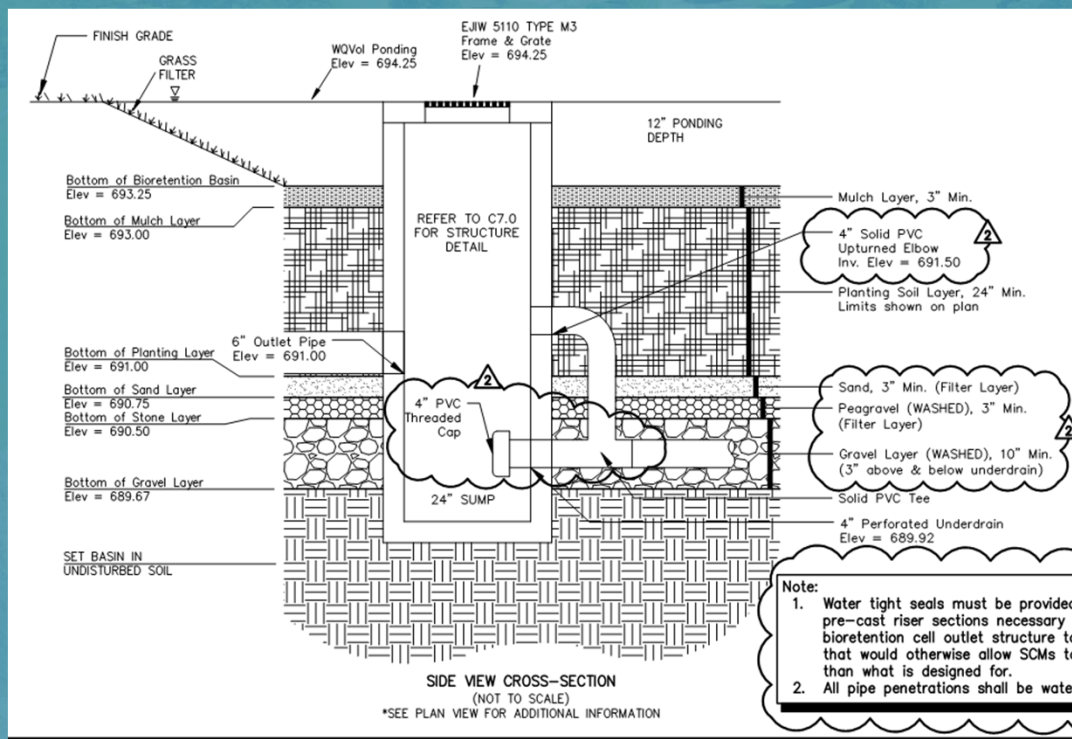 FINISH GRADE
GRASS
FILTER
WQVol Ponding
Elev = 694.25
EJIW 5110 TYPE M3
Frame & Grate
Elev = 694.25
12" PONDING
DEPTH
Bottom of Bioretention Basin
Elev = 693.25
Bottom of Mulch Layer
Elev = 693.00
REFER TO C7.0
FOR STRUCTURE
DETAIL
Mulch Layer, 3" Min.
4" Solid PVC
Upturned Elbow
Inv. Elev = 691.50
2
Planting Soil Layer, 24" Min.
Limits shown on plan
6" Outlet Pipe
Elev = 691.00
Bottom of Planting Layer
Elev = 691.00
Bottom of Sand Layer
Elev = 690.75
Bottom of Stone Layer
Elev = 690.50
2
4" PVC
Threaded
Cap
Sand, 3" Min. (Filter Layer)
Peagravel (WASHED), 3" Min.
(Filter Layer)
2
Gravel Layer (WASHED), 10" Min.
(3" above & below underdrain)
Bottom of Gravel Layer
Elev = 689.67
24" SUMP
Solid PVC Tee
4" Perforated Underdrain
Elev = 689.92
SET BASIN IN
UNDISTURBED SOIL
Note:
1. Water tight seals must be provided
pre-cast riser sections necessary
bioretention cell outlet structure to
that would otherwise allow SCMs to
than what is designed for.
2. All pipe penetrations shall be water
SIDE VIEW CROSS-SECTION
(NOT TO SCALE)
*SEE PLAN VIEW FOR ADDITIONAL INFORMATION